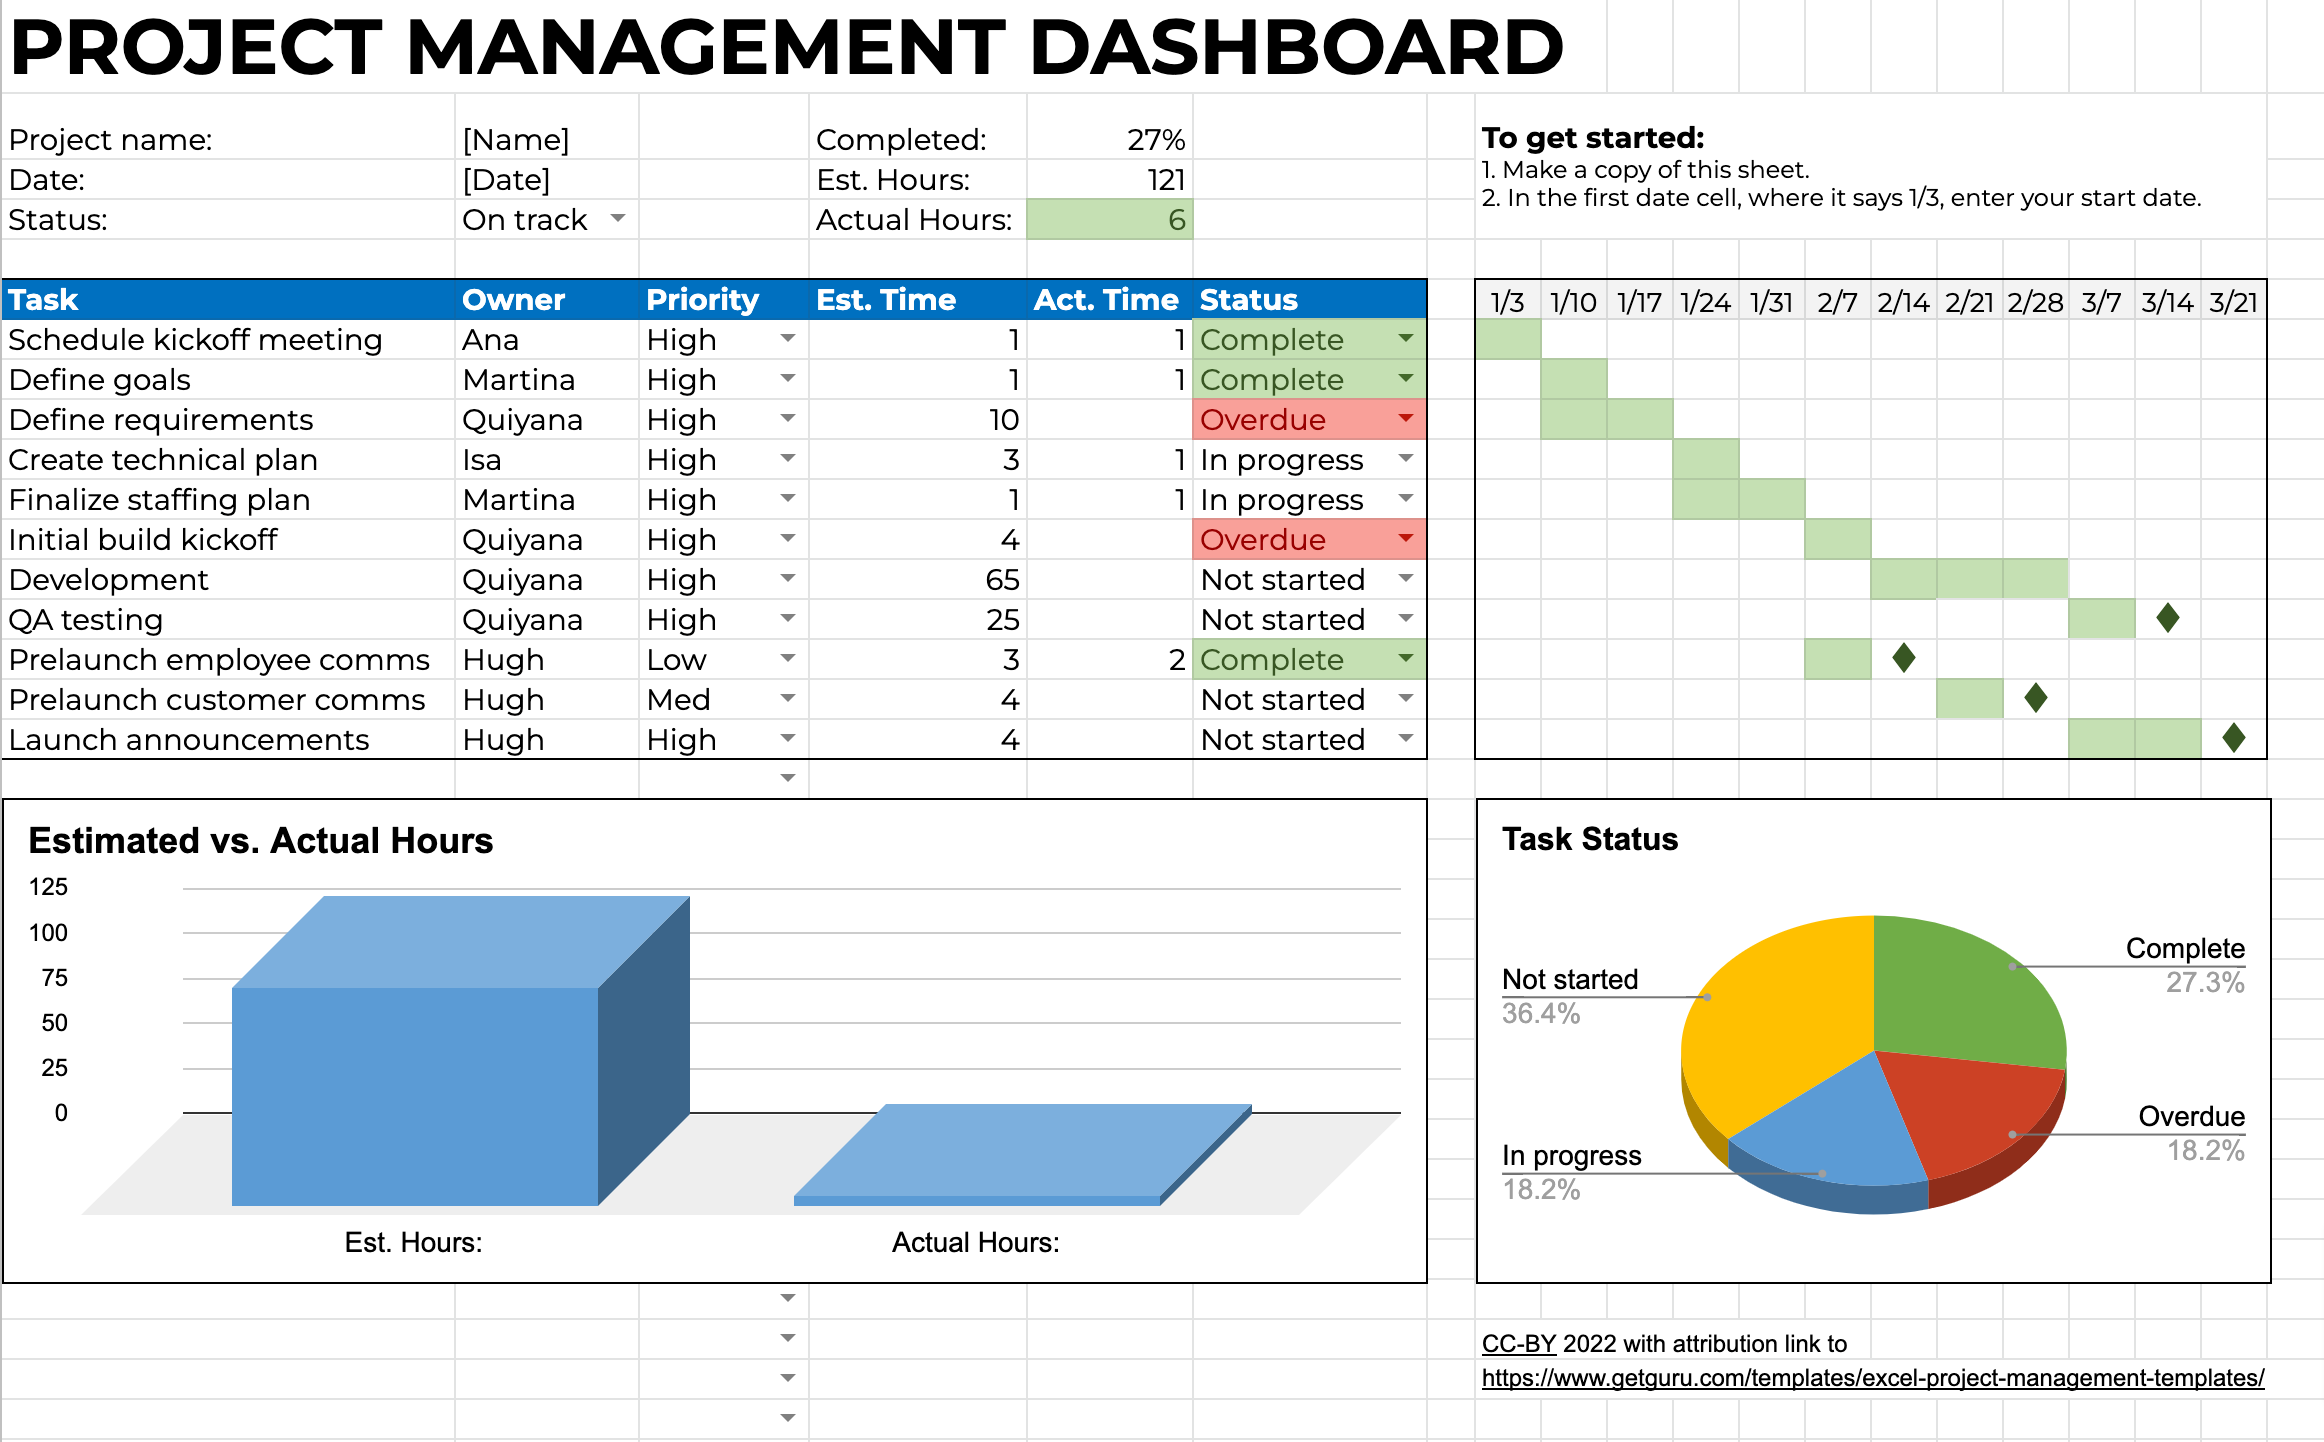 PROJECT MANAGEMENT DASHBOARD
Project name: [Name] Completed: 27%
Date: [Date] Est. Hours: 121
Status: On track Actual Hours: 6
To get started:
1. Make a copy of this sheet.
2. In the first date cell, where it says 1/3, enter your start date.
Task Owner Priority Est. Time Act. Time Status
Schedule kickoff meeting Ana High 1 1 Complete
Define goals Martina High 1 1 Complete
Define requirements Quiyana High 10 Overdue
Create technical plan Isa High 3 1 In progress
Finalize staffing plan Martina High 1 1 In progress
Initial build kickoff Quiyana High 4 Overdue
Development Quiyana High 65 Not started
QA testing Quiyana High 25 Not started
Prelaunch employee comms Hugh Low 3 2 Complete
Prelaunch customer comms Hugh Med 4 Not started
Launch announcements Hugh High 4 Not started
1/3 1/10 1/17 1/24 1/31 2/7 2/14 2/21 2/28 3/7 3/14 3/21
Estimated vs. Actual Hours
125
100
75
50
25
0
Est. Hours: Actual Hours:
Task Status
Complete
27.3%
Not started
36.4%
Overdue
18.2%
In progress
18.2%
CC-BY 2022 with attribution link to
https://www.getguru.com/templates/excel-project-management-templates/